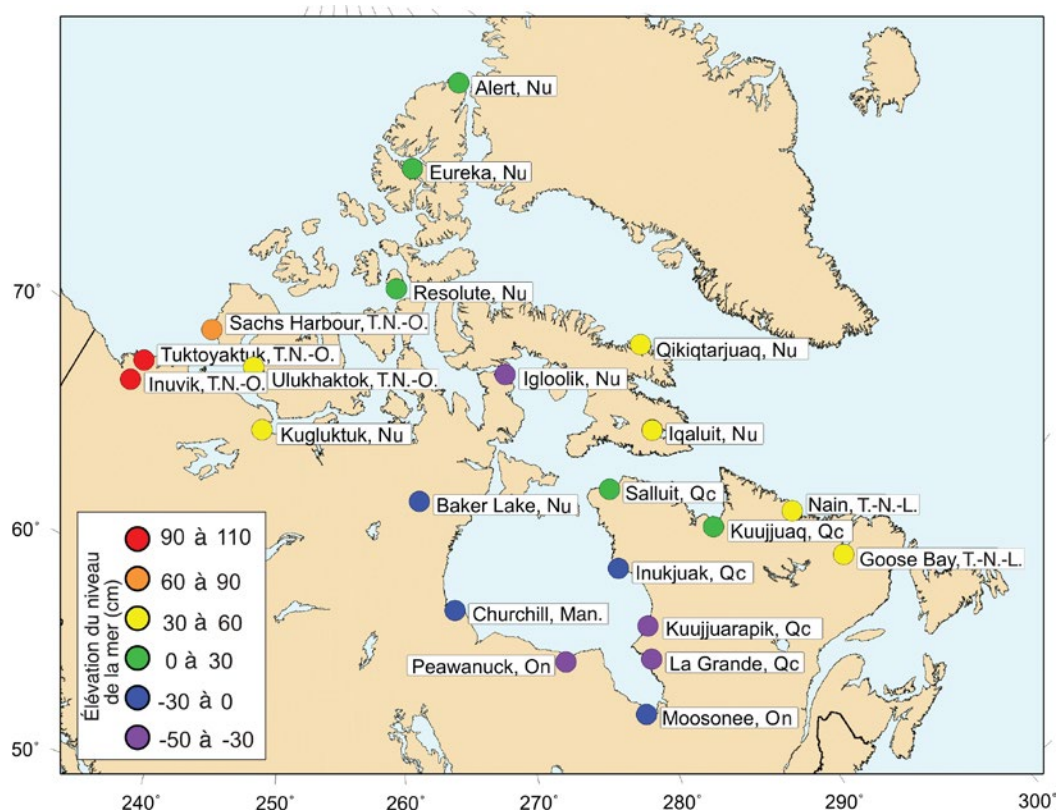 Alert, Nu
Eureka, Nu
70°
Resolute, Nu
Sachs Harbour, T.N.-O.
Qikiqtarjuaq, Nu
Tuktoyaktuk, T.N.-O.
Igloolik, Nu
Inuvik, T.N.-O.
Ulukhaktok, T.N.-O.
Kugluktuk, Nu
Iqaluit, Nu
Baker Lake, Nu
Salluit, Qc
Nain, T.-N.-L.
60°
Kuujjuaq, Qc
Goose Bay, T.-N.-L.
Inukjuak, Qc
Churchill, Man.
Kuujjuarapik, Qc
Peawanuck, On
La Grande, Qc
Moosonee, On
50°
Élévation du niveau
de la mer (cm)
90 à 110
60 à 90
30 à 60
0 à 30
-30 à 0
-50 à -30
240° 250° 260° 270° 280° 290° 300°